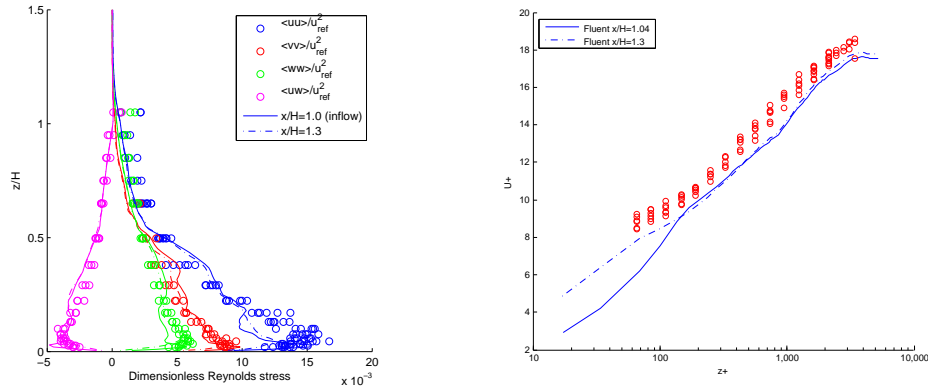 1.5
1
0.5
0
z/H
-5
0
5
10
15
20
x 10⁻³
Dimensionless Reynolds stress
<uu>/u²ref
<vv>/u²ref
<ww>/u²ref
<uw>/u²ref
x/H=1.0 (inflow)
x/H=1.3
20
18
16
14
12
10
8
6
4
2
U+
10
100
1,000
10,000
z+
Fluent x/H=1.04
Fluent x/H=1.3